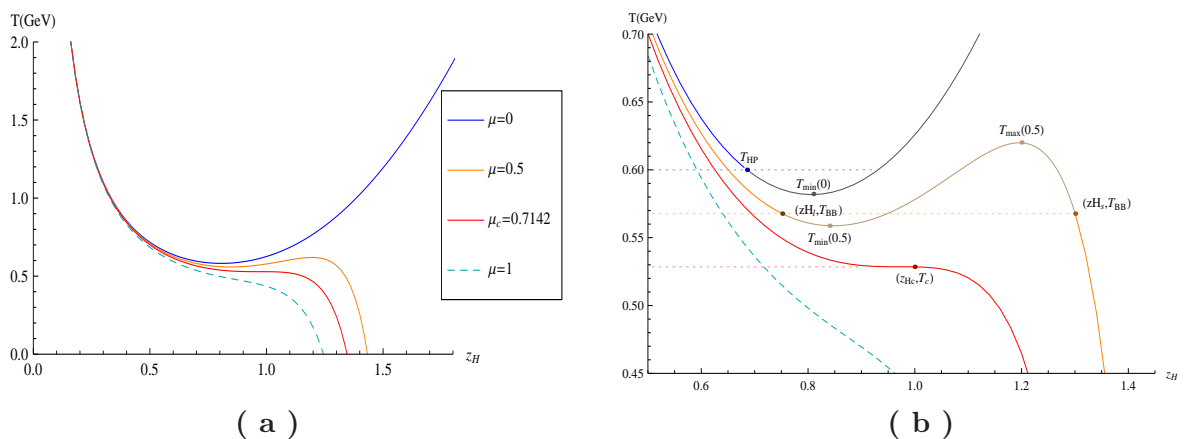 T(GeV)
2.0
1.5
1.0
0.5
0.0
0.0
0.5
1.0
1.5
z_H
μ=0
μ=0.5
μ_c=0.7142
μ=1
( a )
T(GeV)
0.70
0.65
0.60
0.55
0.50
0.45
0.6
0.8
1.0
1.2
1.4
z_H
T_HP
T_min(0)
T_max(0.5)
(zH_l,T_BB)
(zH_s,T_BB)
T_min(0.5)
(z_Hc,T_c)
( b )